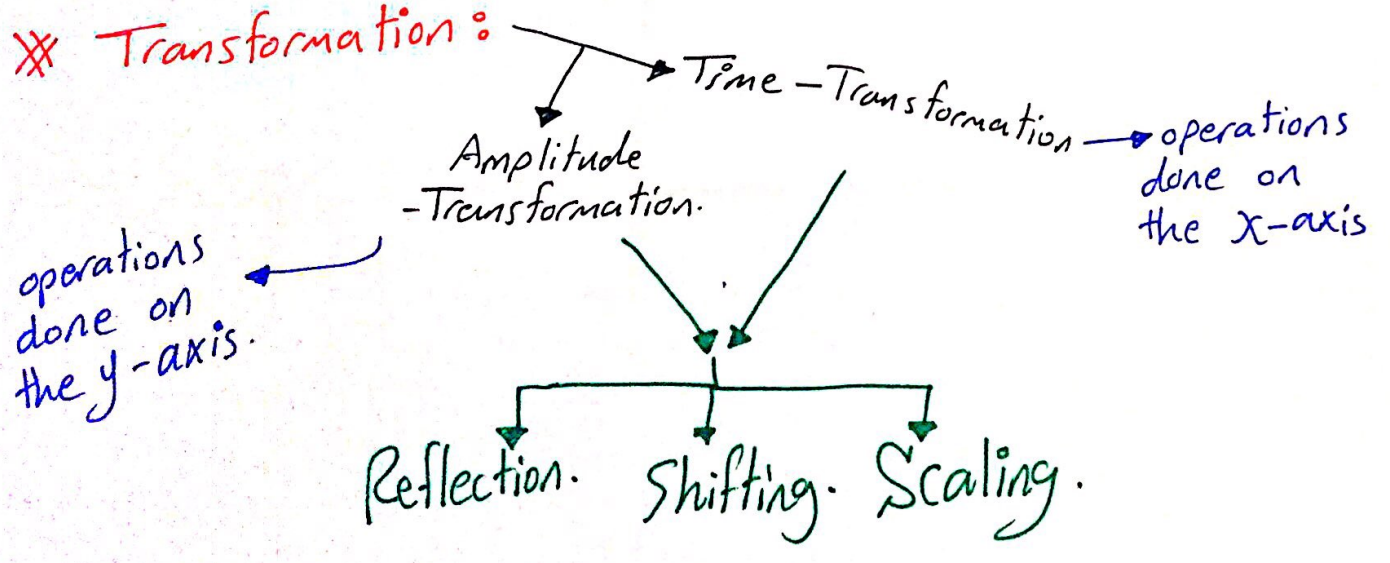 ※ Transformation:
Time-Transformation
operations
done on
the x-axis
Amplitude
-Transformation.
operations
done on
the y-axis.
Reflection. Shifting. Scaling.